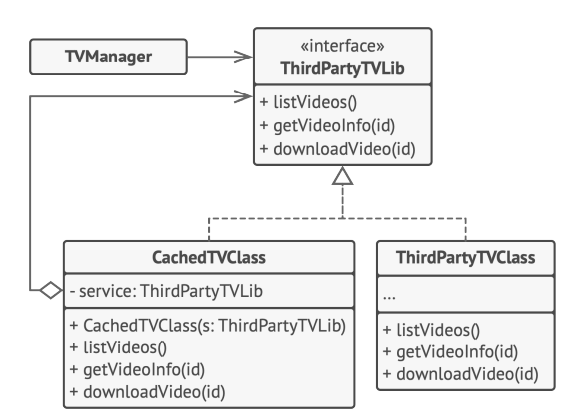 TVManager
«interface»
ThirdPartyTVLib
+ listVideos()
+ getVideoInfo(id)
+ downloadVideo(id)
CachedTVClass
- service: ThirdPartyTVLib
+ CachedTVClass(s: ThirdPartyTVLib)
+ listVideos()
+ getVideoInfo(id)
+ downloadVideo(id)
ThirdPartyTVClass
...
+ listVideos()
+ getVideoInfo(id)
+ downloadVideo(id)